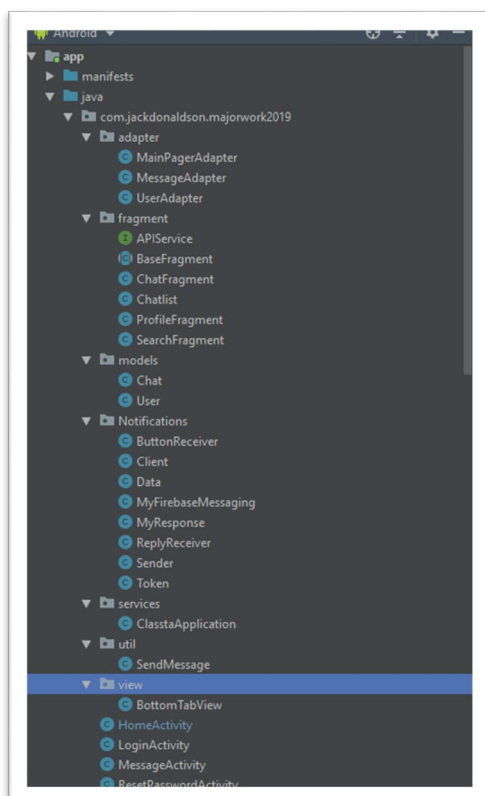 Android
app
manifests
java
com.jackdonaldson.majorwork2019
adapter
MainPagerAdapter
MessageAdapter
UserAdapter
fragment
APIService
BaseFragment
ChatFragment
Chatlist
ProfileFragment
SearchFragment
models
Chat
User
Notifications
ButtonReceiver
Client
Data
MyFirebaseMessaging
MyResponse
ReplyReceiver
Sender
Token
services
ClasstaApplication
util
SendMessage
view
BottomTabView
HomeActivity
LoginActivity
MessageActivity
ResetPasswordActivity